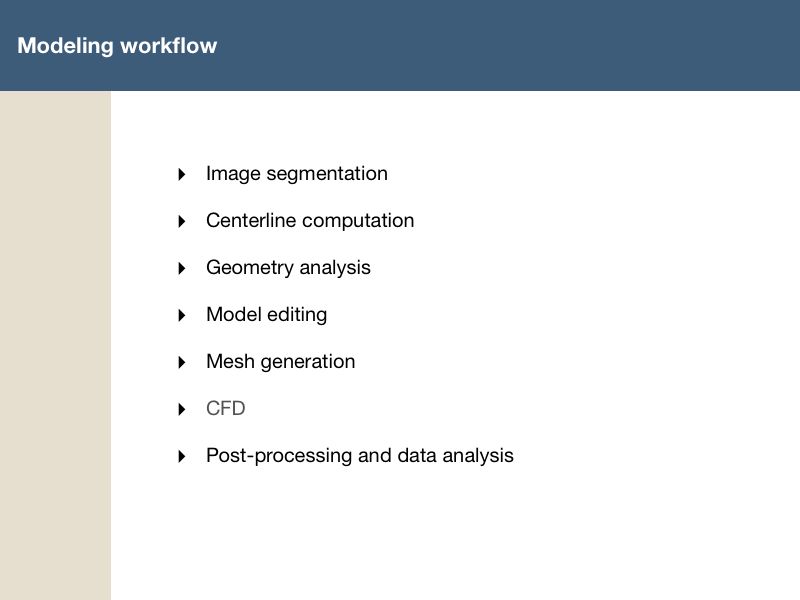 Modeling workflow
Image segmentation
Centerline computation
Geometry analysis
Model editing
Mesh generation
CFD
Post-processing and data analysis